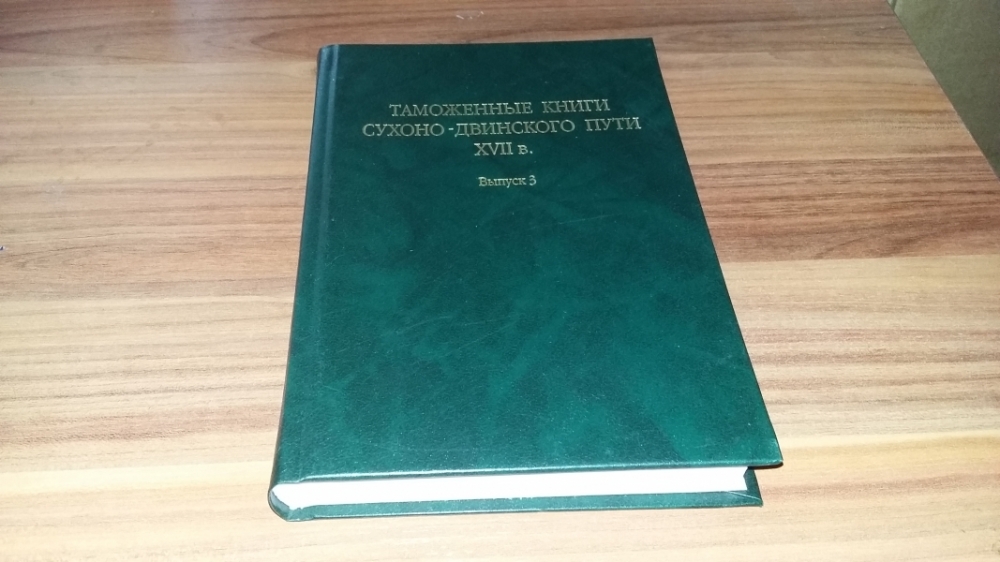 ТАМОЖЕННЫЕ КНИГИ
СУХОНО-ДВИНСКОГО ПУТИ
XVII в.
Выпуск 3